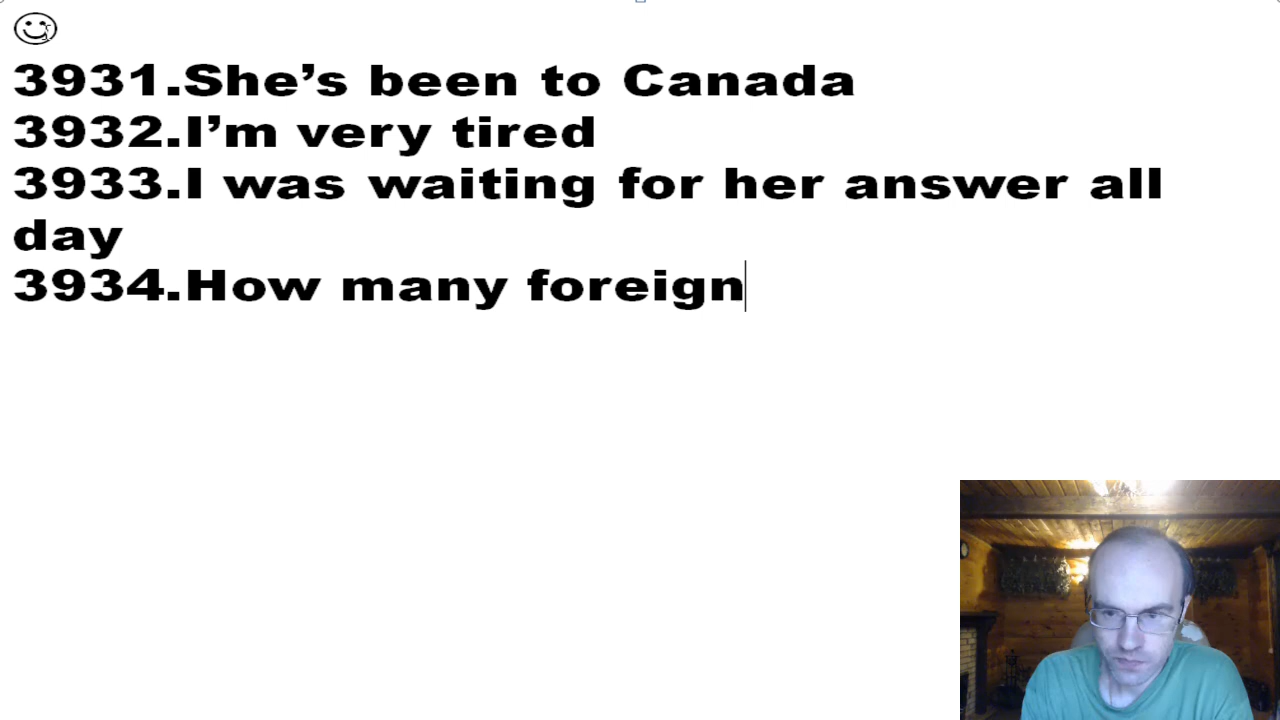 3931.She’s been to Canada
3932.I’m very tired
3933.I was waiting for her answer all
day
3934.How many foreign